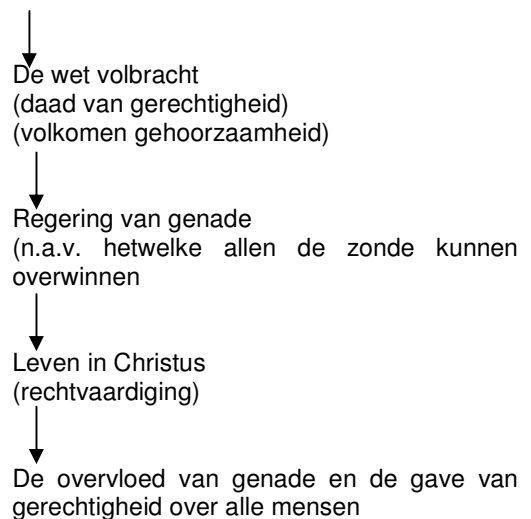 De wet volbracht
(daad van gerechtigheid)
(volkomen gehoorzaamheid)
Regering van genade
(n.a.v. hetwelke allen de zonde kunnen
overwinnen
Leven in Christus
(rechtvaardiging)
De overvloed van genade en de gave van
gerechtigheid over alle mensen